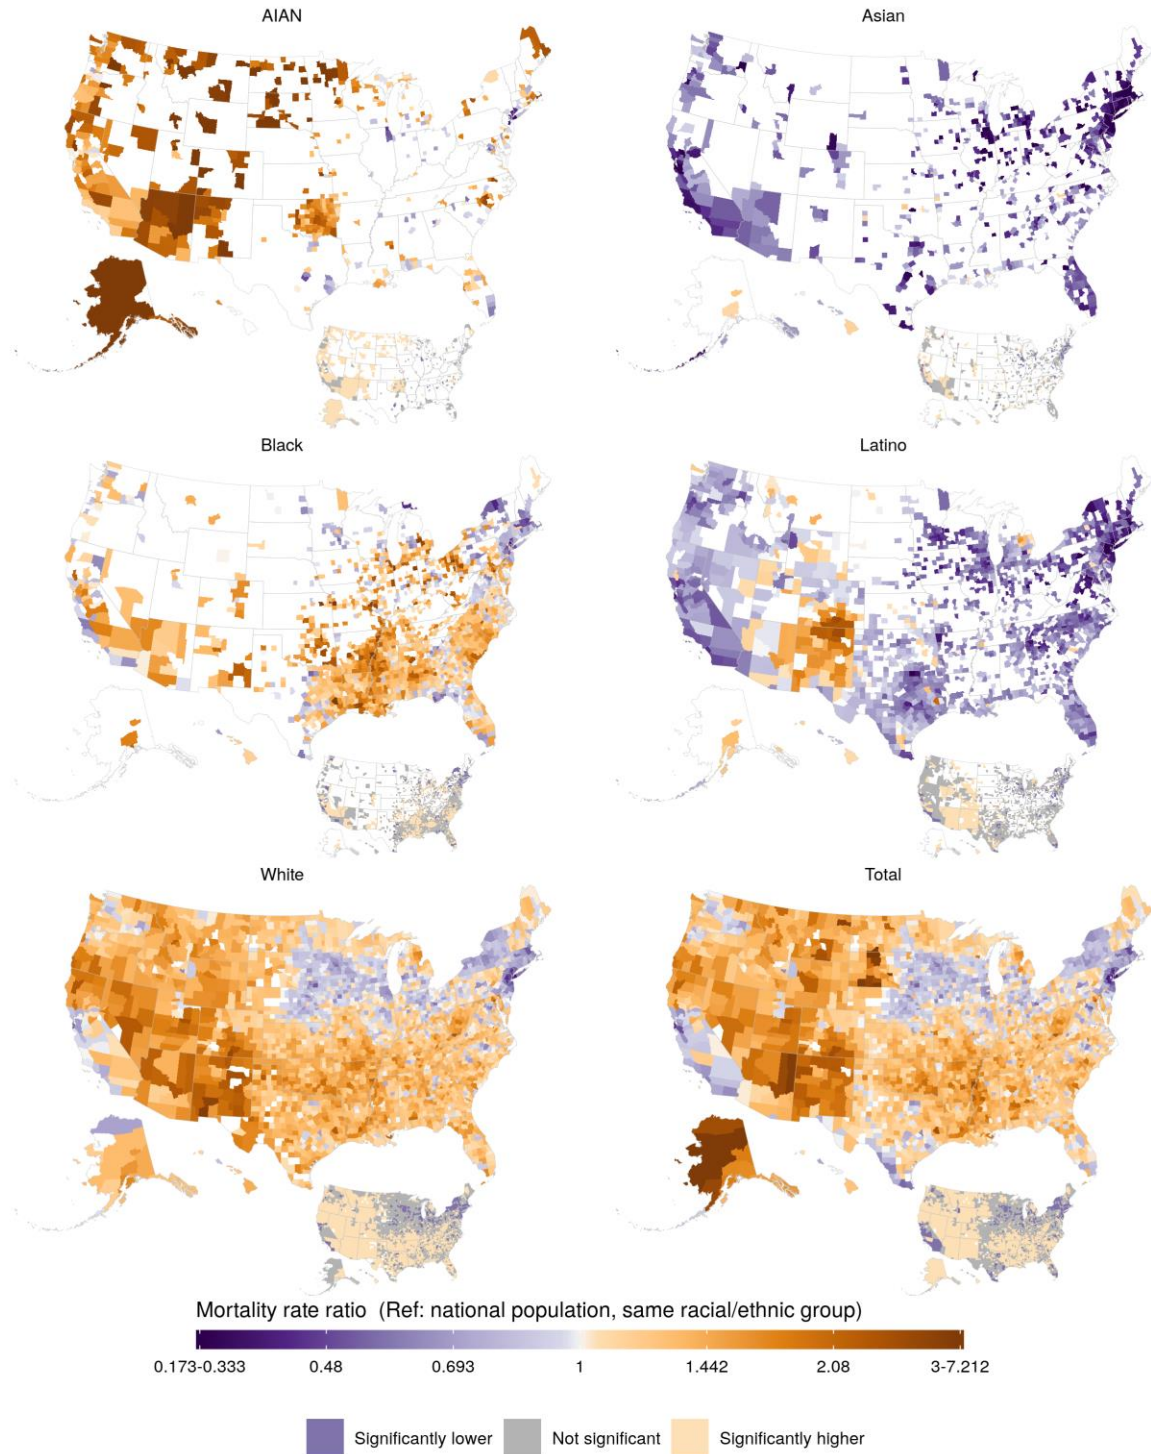 AIAN
Asian
Black
Latino
White
Total
Mortality rate ratio (Ref: national population, same racial/ethnic group)
0.173-0.333 0.48 0.693 1 1.442 2.08 3-7.212
Significantly lower Not significant Significantly higher